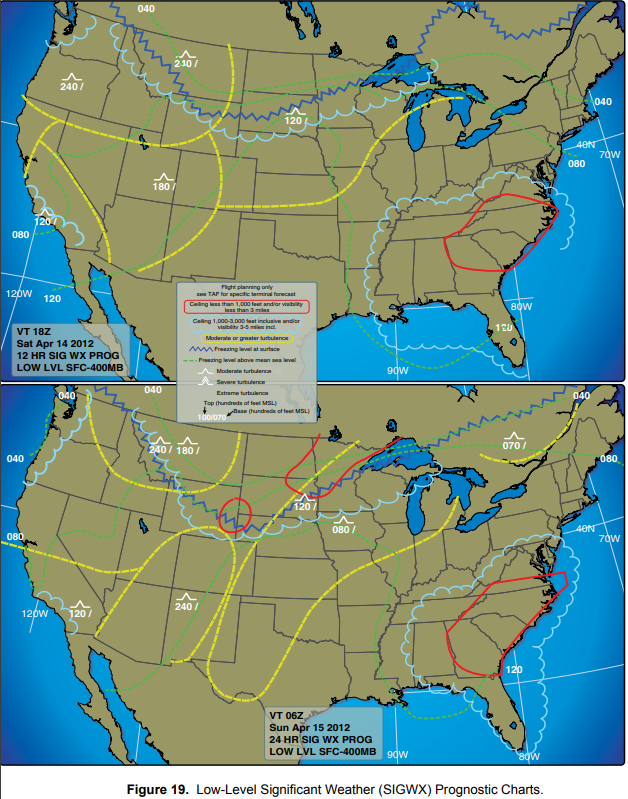 040
240 /
240 /
120 /
040
40N
70W
080
180 /
120 /
080
120W
120
80W
90W
Flight planning only
see TAF for specific terminal forecast
Ceiling less than 1,000 feet and/or visibility
less than 3 miles
Ceiling 1,000-3,000 feet inclusive and/or
visibility 3-5 miles incl.
Moderate or greater turbulence
Freezing level at surface
Freezing level above mean sea level
Moderate turbulence
Severe turbulence
Extreme turbulence
Top (hundreds of feet MSL)
Base (hundreds of feet MSL)
100/070
VT 18Z
Sat Apr 14 2012
12 HR SIG WX PROG
LOW LVL SFC-400MB
040
040
040
240 /
180 /
070 /
040
080
120 /
080 /
40N
70W
080
240 /
120 /
120W
120
VT 06Z
Sun Apr 15 2012
24 HR SIG WX PROG
LOW LVL SFC-400MB
90W
80W
Figure 19. Low-Level Significant Weather (SIGWX) Prognostic Charts.